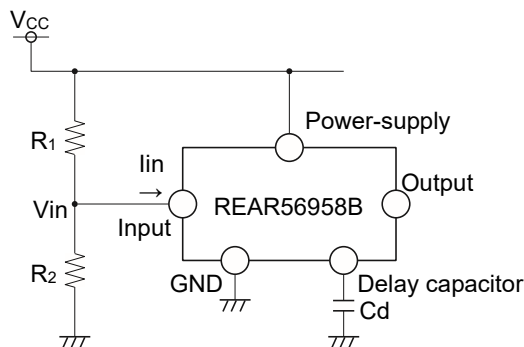 VCC
Power-supply
R1
Iin
→
Vin
Input
REAR56958B
Output
R2
GND
Delay capacitor
Cd